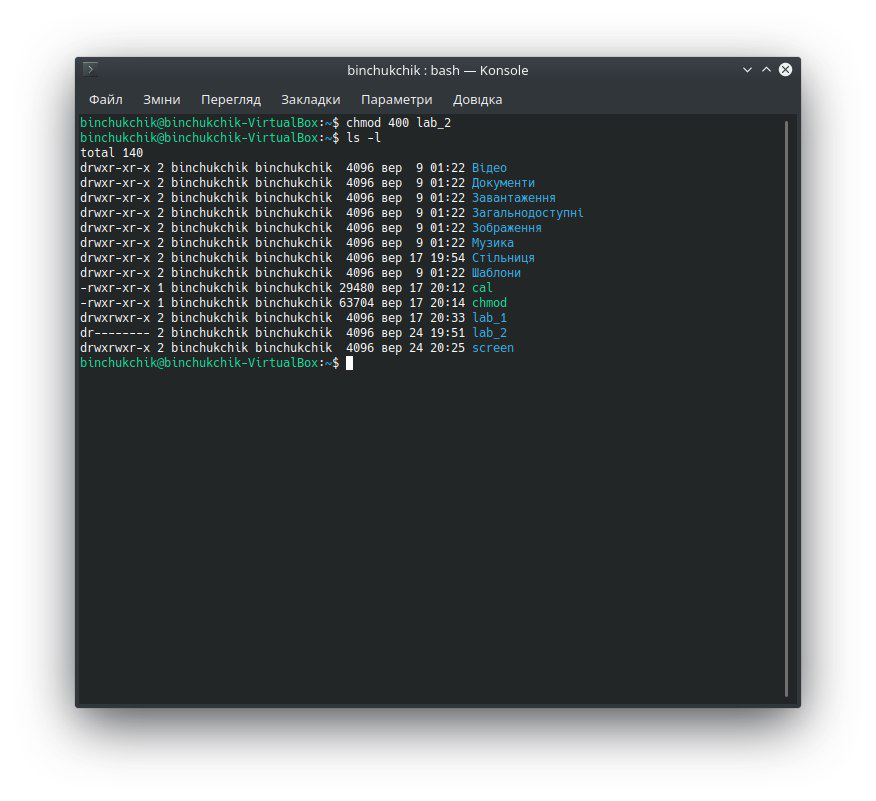 binchukchik : bash — Konsole
Файл Зміни Перегляд Закладки Параметри Довідка
binchukchik@binchukchik-VirtualBox:~$ chmod 400 lab_2
binchukchik@binchukchik-VirtualBox:~$ ls -l
total 140
drwxr-xr-x 2 binchukchik binchukchik  4096 вер  9 01:22 Відео
drwxr-xr-x 2 binchukchik binchukchik  4096 вер  9 01:22 Документи
drwxr-xr-x 2 binchukchik binchukchik  4096 вер  9 01:22 Завантаження
drwxr-xr-x 2 binchukchik binchukchik  4096 вер  9 01:22 Загальнодоступні
drwxr-xr-x 2 binchukchik binchukchik  4096 вер  9 01:22 Зображення
drwxr-xr-x 2 binchukchik binchukchik  4096 вер  9 01:22 Музика
drwxr-xr-x 2 binchukchik binchukchik  4096 вер 17 19:54 Стільниця
drwxr-xr-x 2 binchukchik binchukchik  4096 вер  9 01:22 Шаблони
-rwxr-xr-x 1 binchukchik binchukchik 29480 вер 17 20:12 cal
-rwxr-xr-x 1 binchukchik binchukchik 63704 вер 17 20:14 chmod
drwxrwxr-x 2 binchukchik binchukchik  4096 вер 17 20:33 lab_1
dr-------- 2 binchukchik binchukchik  4096 вер 24 19:51 lab_2
drwxrwxr-x 2 binchukchik binchukchik  4096 вер 24 20:25 screen
binchukchik@binchukchik-VirtualBox:~$